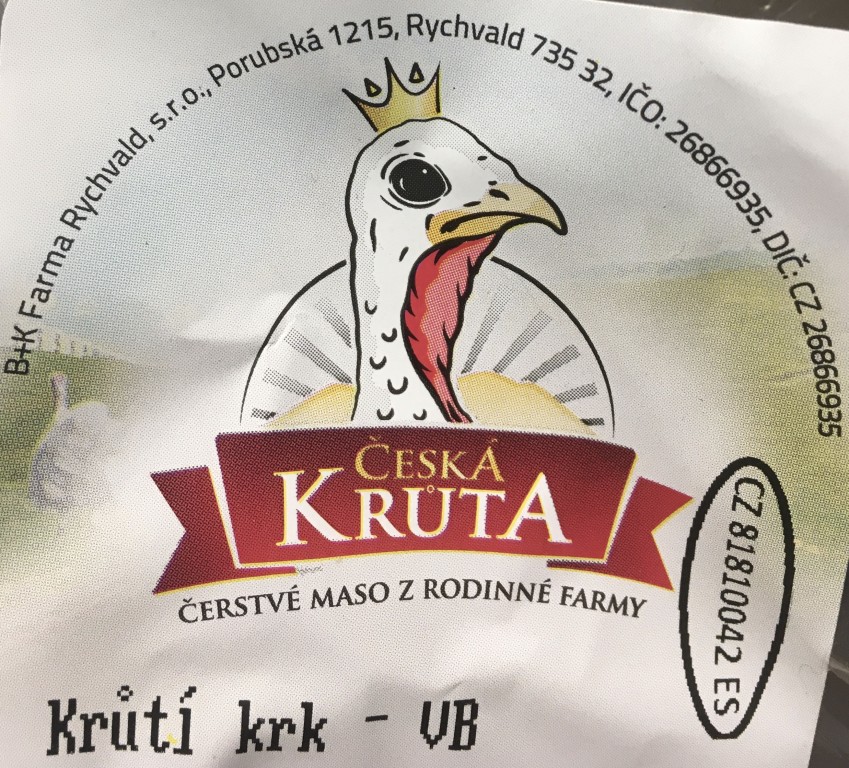 B+K Farma Rychvald, s.r.o., Porubská 1215, Rychvald 735 32, IČO: 26866935, DIČ: CZ 26866935
ČESKÁ
KRŮTA
ČERSTVÉ MASO Z RODINNÉ FARMY
CZ 81810042 ES
Krůtí krk - VB